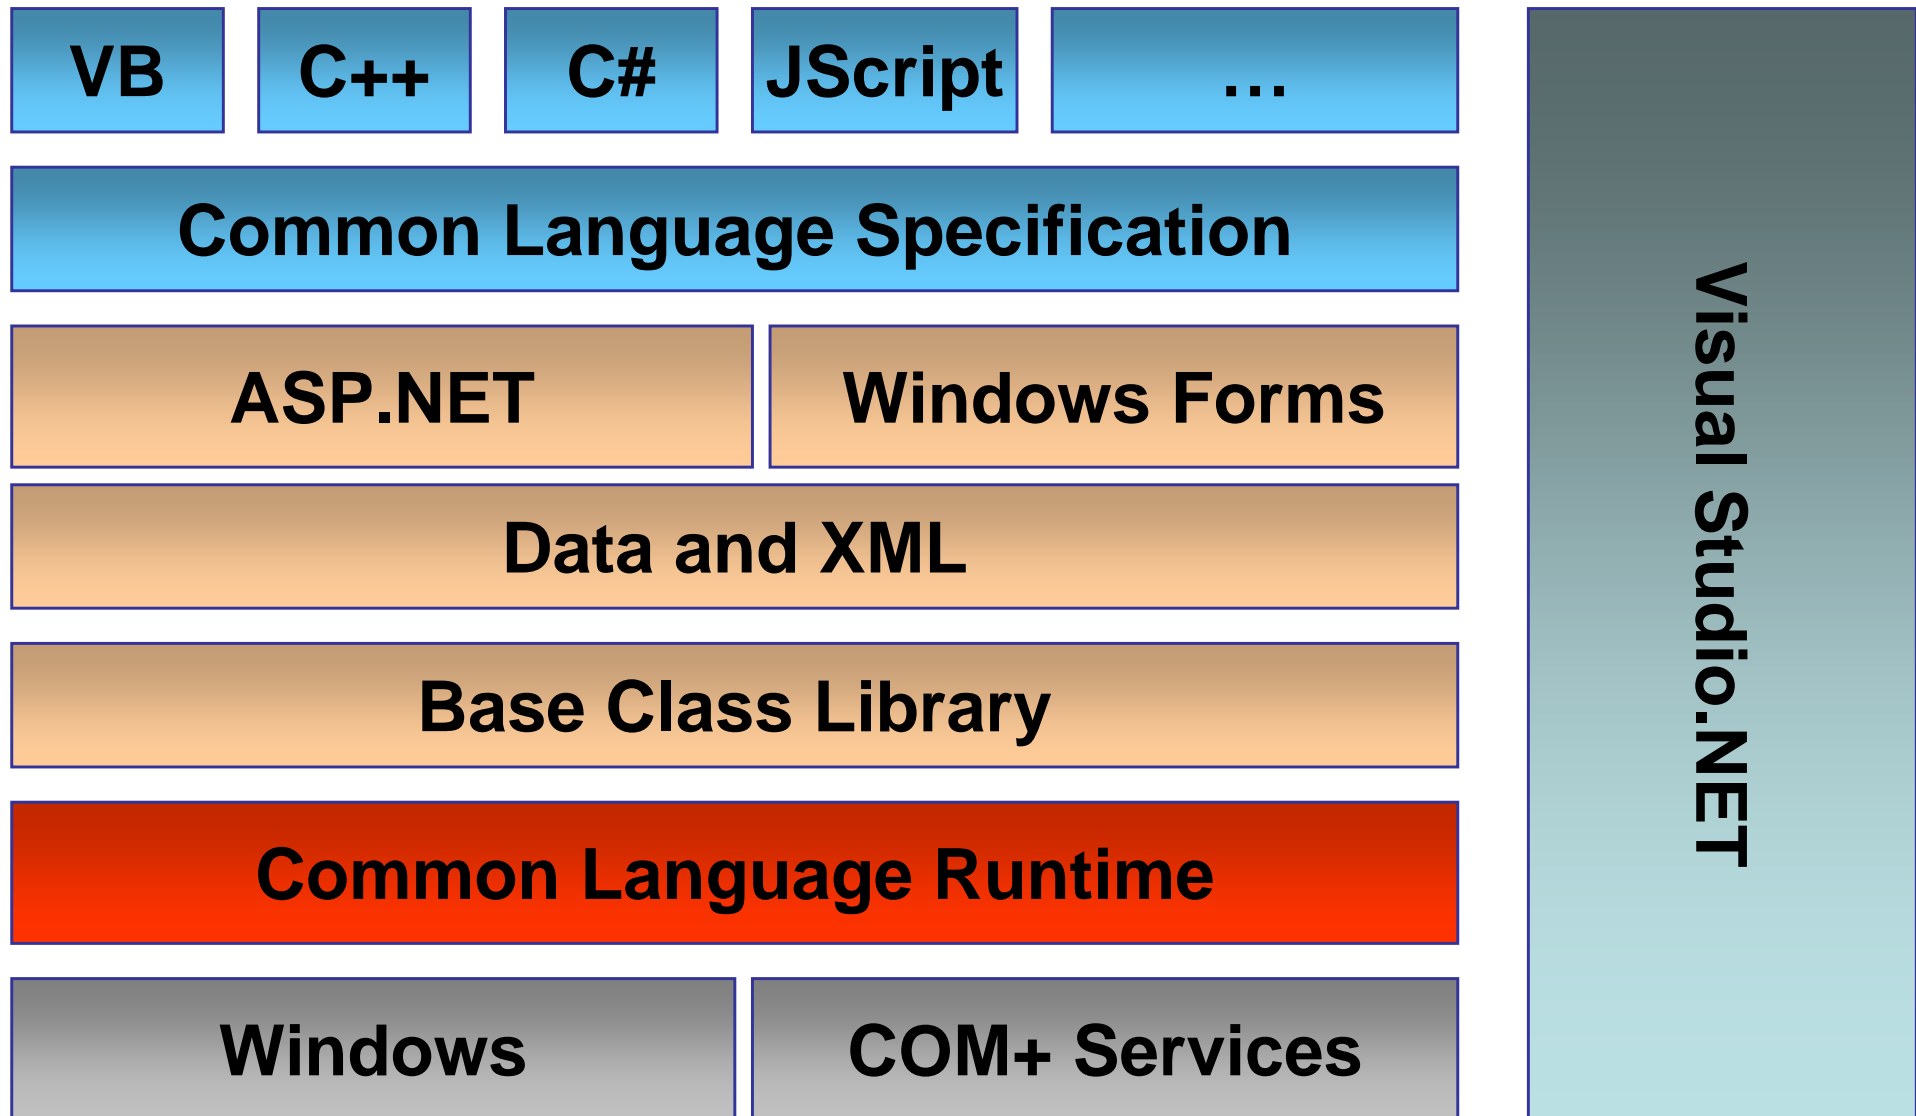 VB
C++
C#
JScript
...
Common Language Specification
ASP.NET
Windows Forms
Data and XML
Base Class Library
Common Language Runtime
Windows
COM+ Services
Visual Studio.NET